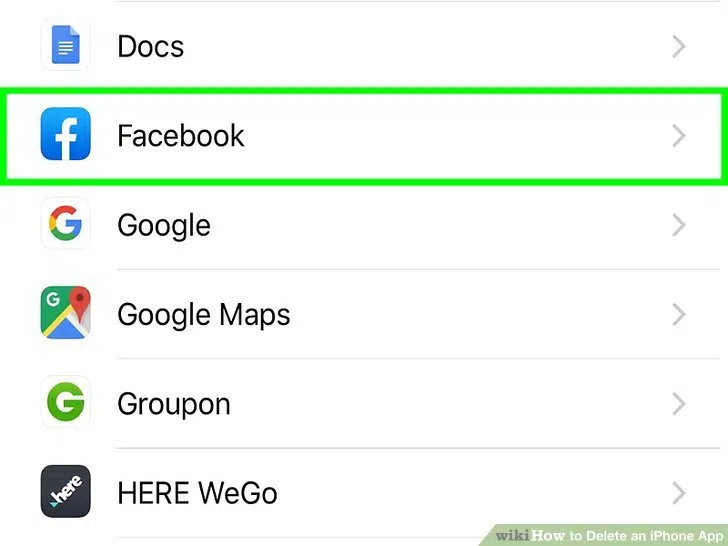 Docs
Facebook
Google
G
Google Maps
Groupon
here
HERE WeGo
wikiHow to Delete an iPhone App